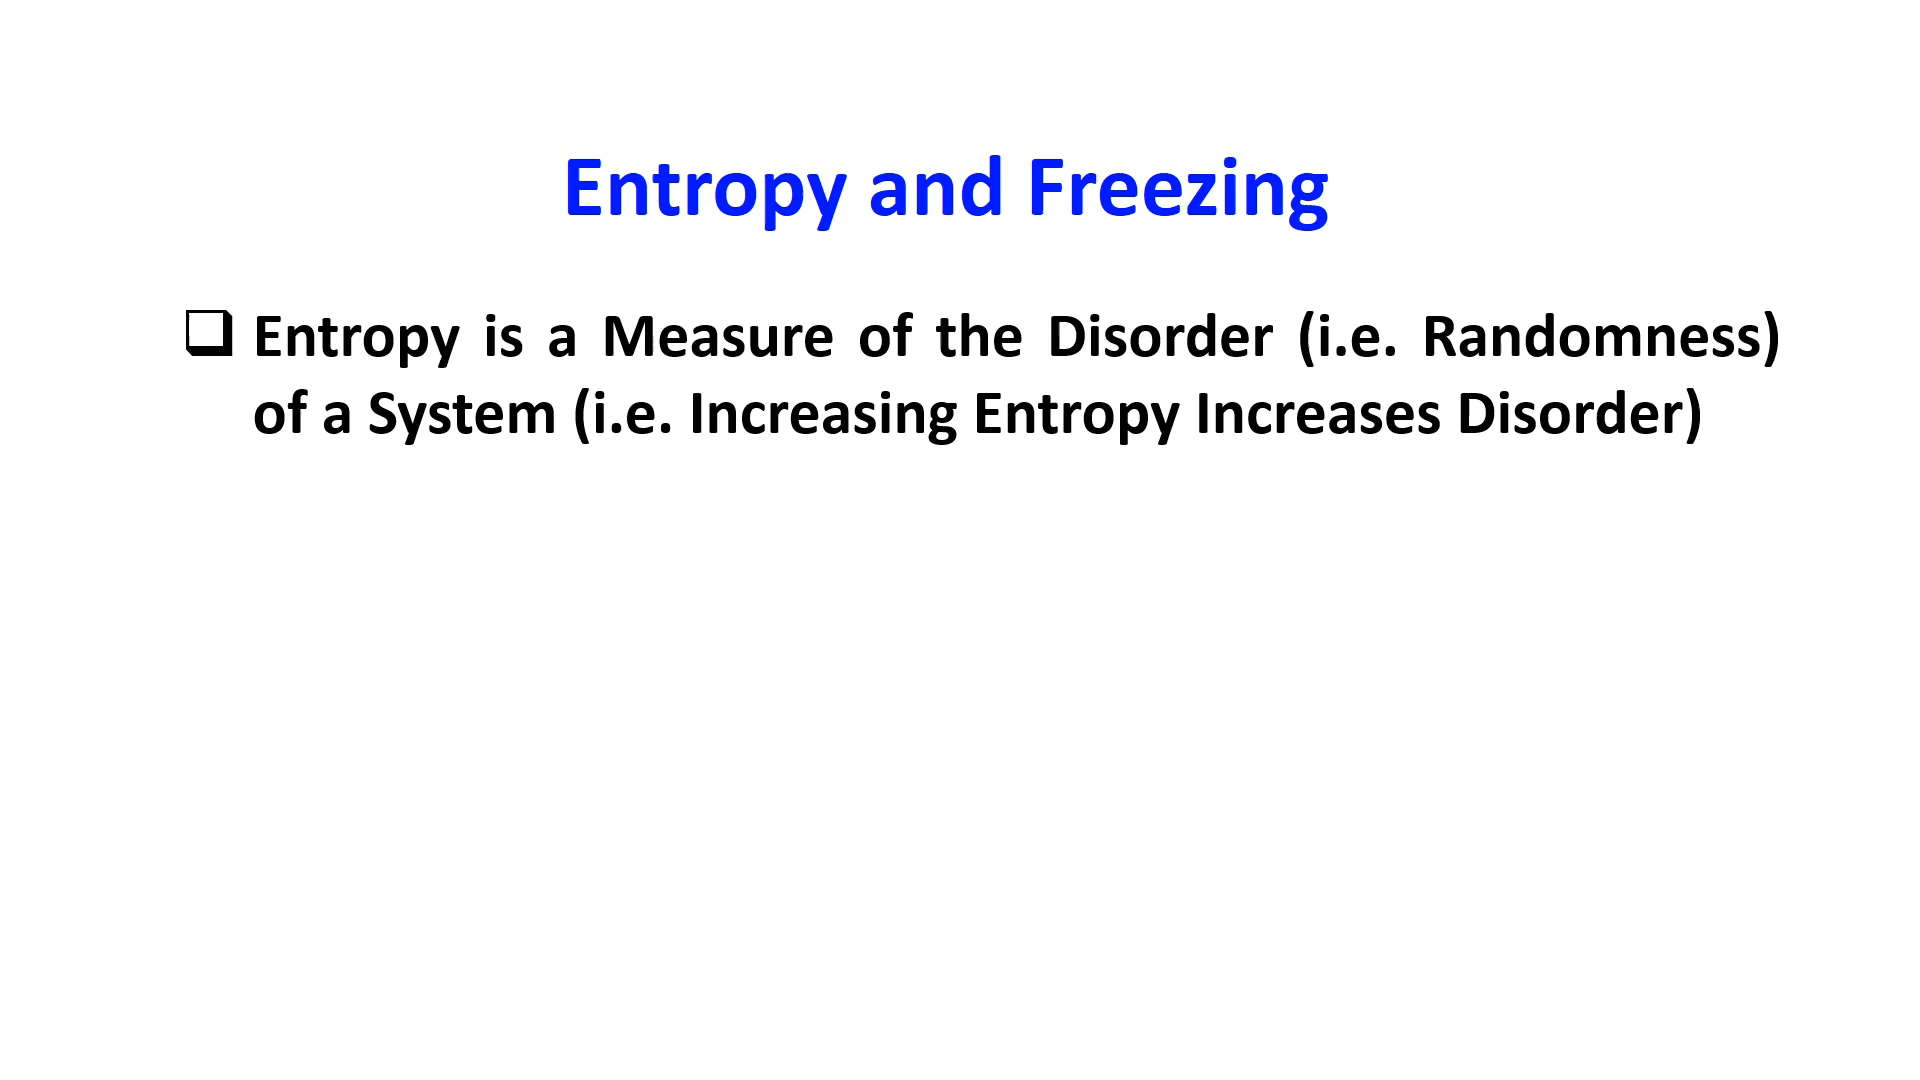 Entropy and Freezing
❑ Entropy is a Measure of the Disorder (i.e. Randomness)
of a System (i.e. Increasing Entropy Increases Disorder)